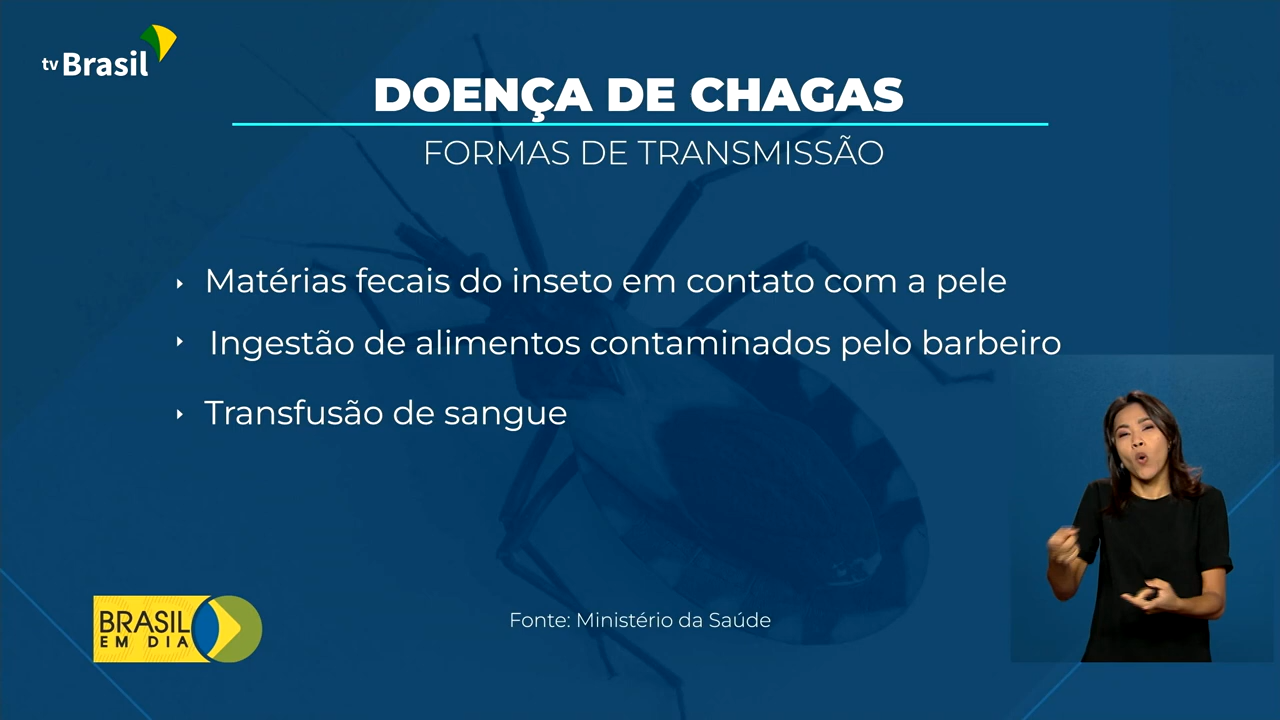 tv Brasil
DOENÇA DE CHAGAS
FORMAS DE TRANSMISSÃO
Matérias fecais do inseto em contato com a pele
Ingestão de alimentos contaminados pelo barbeiro
Transfusão de sangue
BRASIL
EM DIA
Fonte: Ministério da Saúde